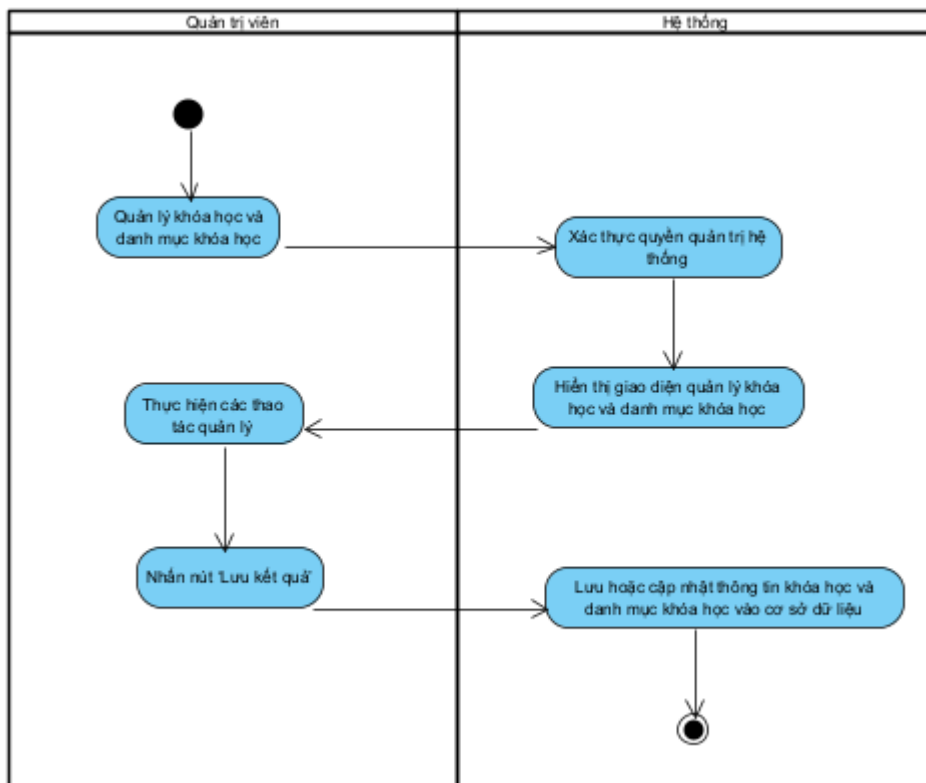 Quản trị viên
Hệ thống
Quản lý khóa học và
danh mục khóa học
Xác thực quyền quản trị hệ
thống
Hiển thị giao diện quản lý khóa
học và danh mục khóa học
Thực hiện các thao
tác quản lý
Nhấn nút 'Lưu kết quả'
Lưu hoặc cập nhật thông tin khóa học và
danh mục khóa học vào cơ sở dữ liệu